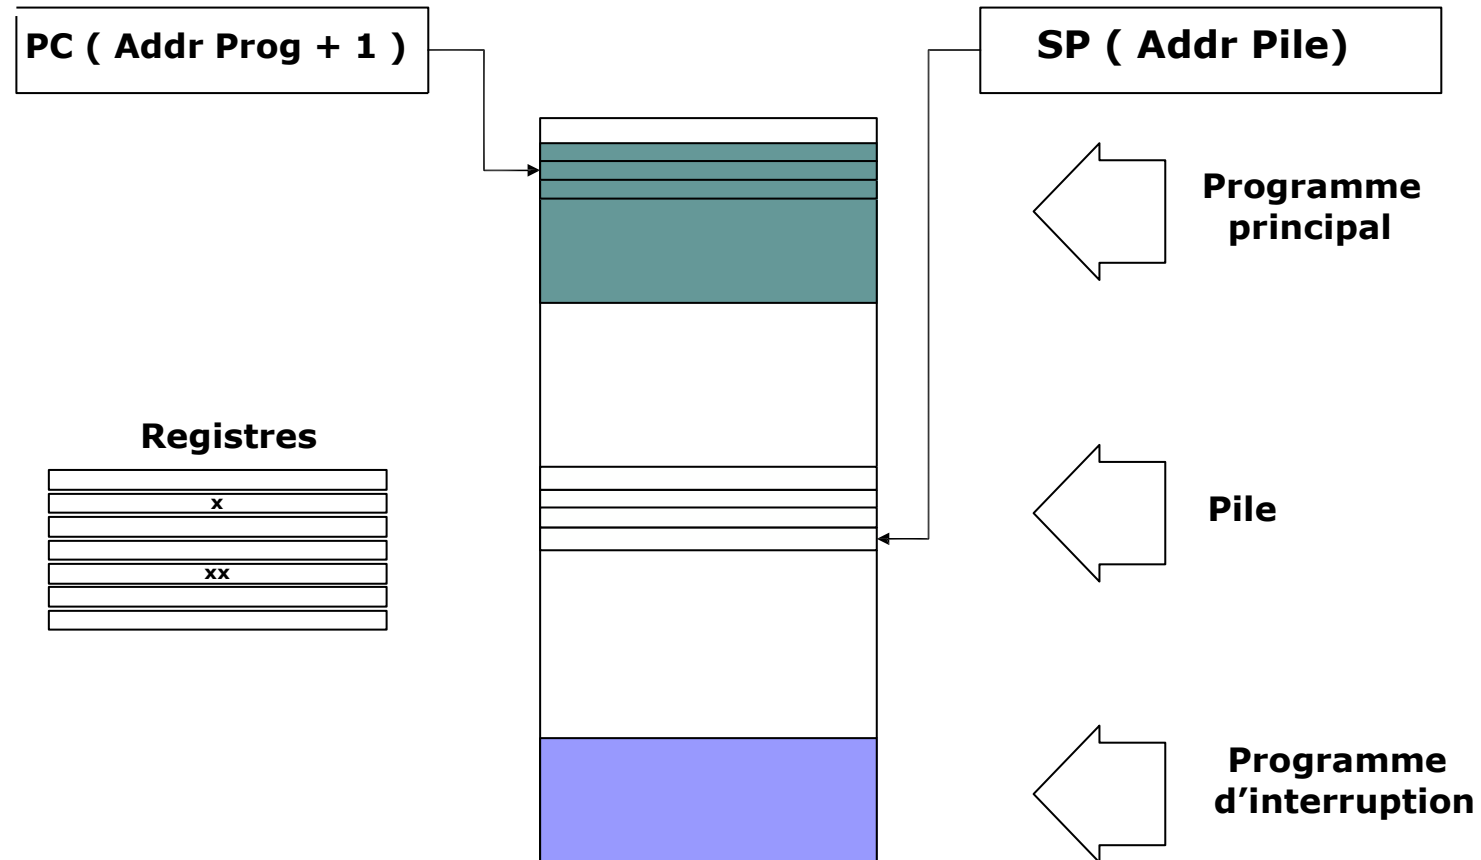 PC ( Addr Prog + 1 )
SP ( Addr Pile)
Programme
principal
Registres
x
xx
Pile
Programme
d’interruption